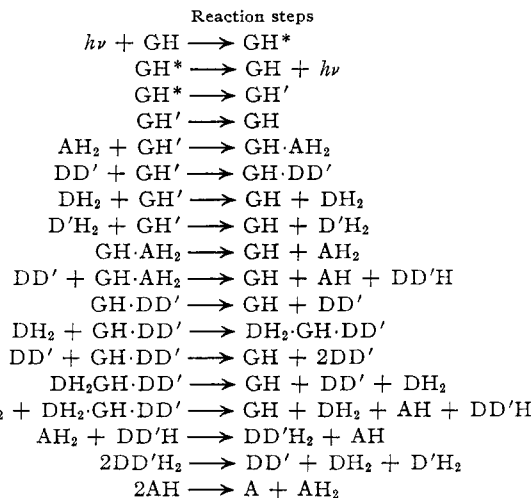 Reaction steps
hν + GH ⟶ GH*
GH* ⟶ GH + hν
GH* ⟶ GH′
GH′ ⟶ GH
AH₂ + GH′ ⟶ GH·AH₂
DD′ + GH′ ⟶ GH·DD′
DH₂ + GH′ ⟶ GH + DH₂
D′H₂ + GH′ ⟶ GH + D′H₂
GH·AH₂ ⟶ GH + AH₂
DD′ + GH·AH₂ ⟶ GH + AH + DD′H
GH·DD′ ⟶ GH + DD′
DH₂ + GH·DD′ ⟶ DH₂·GH·DD′
DD′ + GH·DD′ ⟶ GH + 2DD′
DH₂GH·DD′ ⟶ GH + DD′ + DH₂
₂ + DH₂·GH·DD′ ⟶ GH + DH₂ + AH + DD′H
AH₂ + DD′H ⟶ DD′H₂ + AH
2DD′H₂ ⟶ DD′ + DH₂ + D′H₂
2AH ⟶ A + AH₂